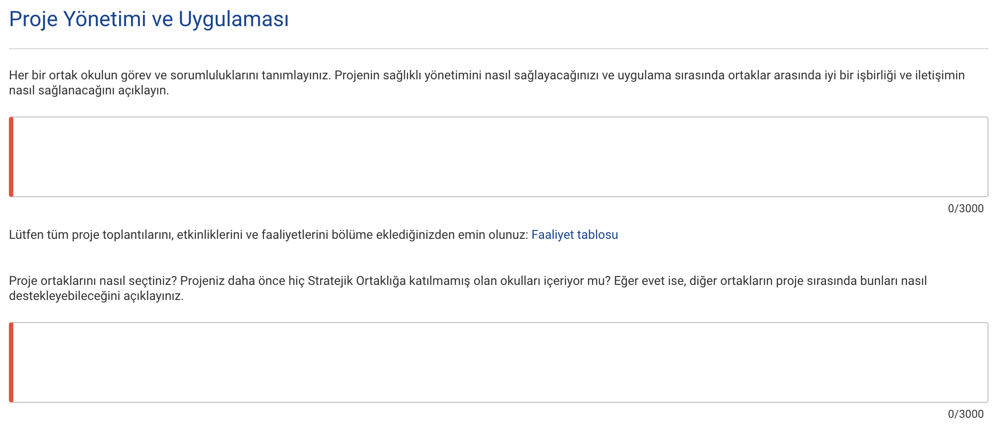 Proje Yönetimi ve Uygulaması
Her bir ortak okulun görev ve sorumluluklarını tanımlayınız. Projenin sağlıklı yönetimini nasıl sağlayacağınızı ve uygulama sırasında ortaklar arasında iyi bir işbirliği ve iletişimin
nasıl sağlanacağını açıklayın.
0/3000
Lütfen tüm proje toplantılarını, etkinliklerini ve faaliyetlerini bölüme eklediğinizden emin olunuz: Faaliyet tablosu
Proje ortaklarını nasıl seçtiniz? Projeniz daha önce hiç Stratejik Ortaklığa katılmamış olan okulları içeriyor mu? Eğer evet ise, diğer ortakların proje sırasında bunları nasıl
destekleyebileceğini açıklayınız.
0/3000